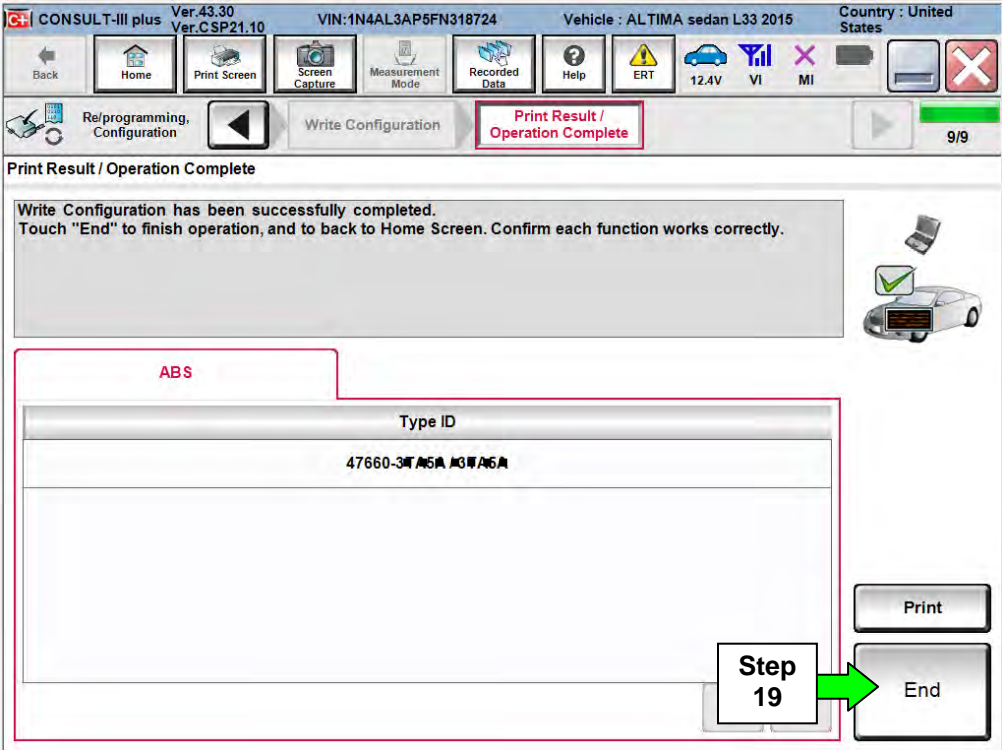 C+ CONSULT-III plus Ver.43.30 VIN:1N4AL3AP5FN318724 Vehicle : ALTIMA sedan L33 2015 Country : United
Ver.CSP21.10 States
Back Home Print Screen Screen Measurement Recorded Help ERT 12.4V VI MI
Capture Mode Data
Re/programming, Write Configuration Print Result /
Configuration Operation Complete 9/9
Print Result / Operation Complete
Write Configuration has been successfully completed.
Touch "End" to finish operation, and to back to Home Screen. Confirm each function works correctly.
ABS
Type ID
47660-
Print
Step
19
End